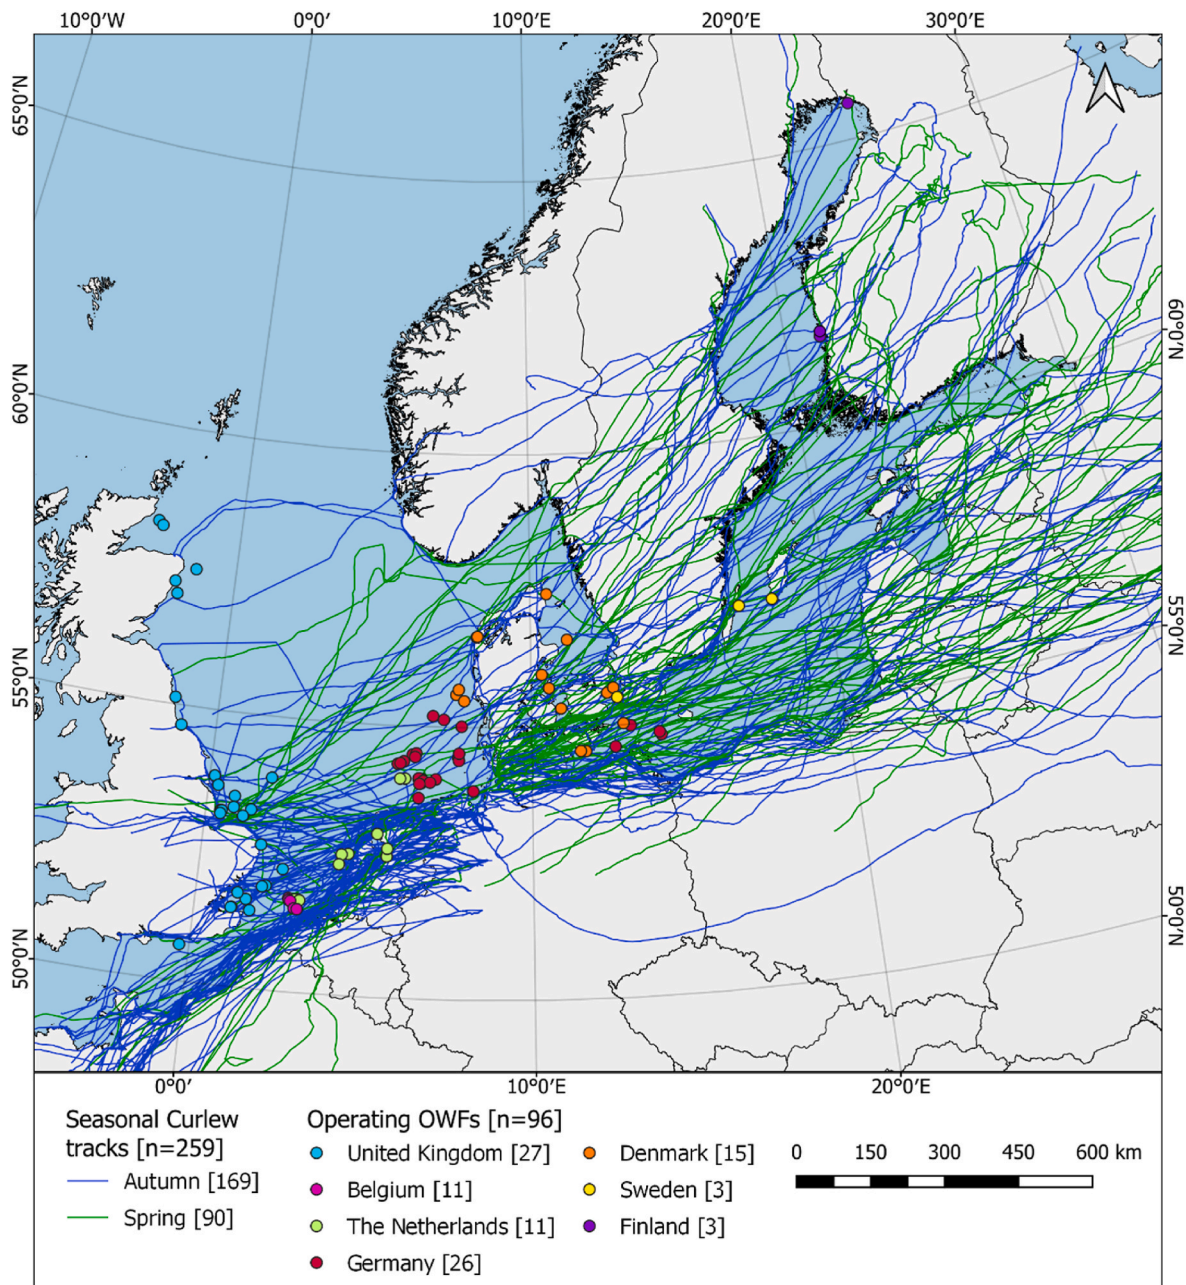 10°0′W 0°0′ 10°0′E 20°0′E 30°0′E
65°0′N
60°0′N
60°0′N
55°0′N
55°0′N
50°0′N
50°0′N
0°0′ 10°0′E 20°0′E
Seasonal Curlew
tracks [n=259]
Autumn [169]
Spring [90]
Operating OWFs [n=96]
United Kingdom [27]
Belgium [11]
The Netherlands [11]
Germany [26]
Denmark [15]
Sweden [3]
Finland [3]
0 150 300 450 600 km